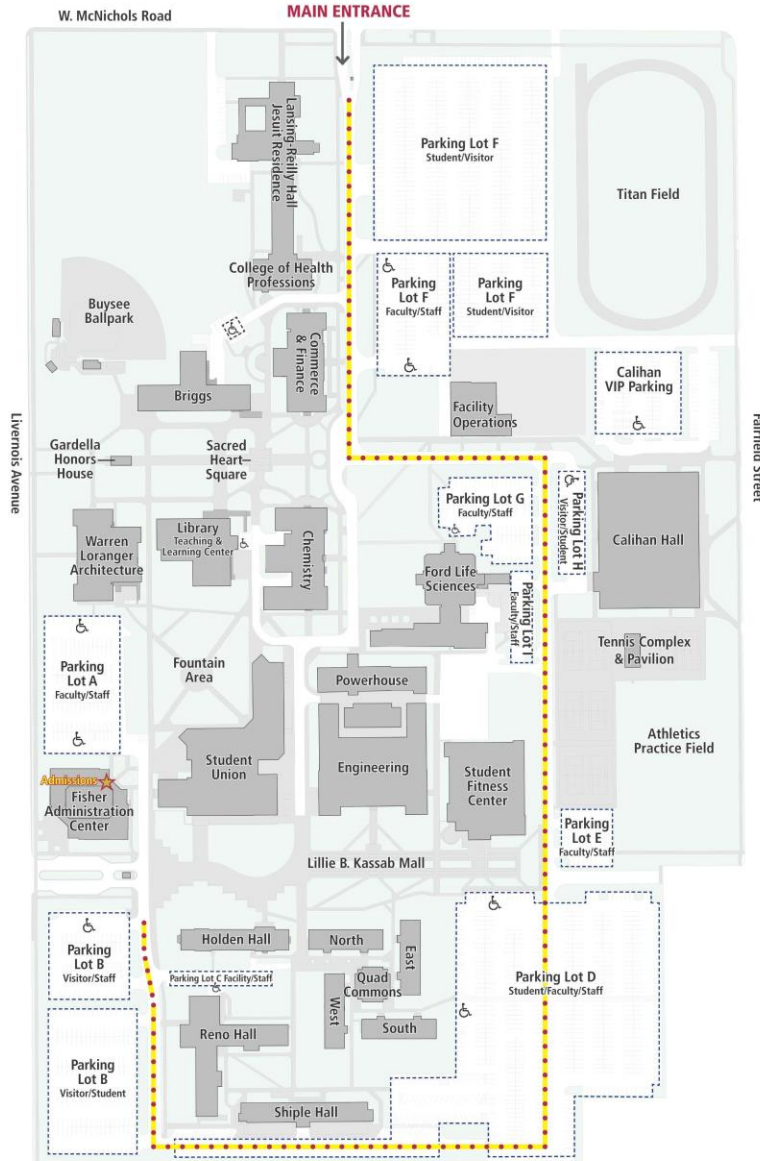 W. McNichols Road
MAIN ENTRANCE
Lansing-Reilly Hall
Jesuit Residence
Parking Lot F
Student/Visitor
Titan Field
College of Health
Professions
Parking
Lot F
Faculty/Staff
Parking
Lot F
Student/Visitor
Buysee
Ballpark
Commerce
& Finance
Calihan
VIP Parking
Briggs
Facility
Operations
Livernois Avenue
Fairfield Street
Gardella
Honors
House
Sacred
Heart
Square
Parking Lot G
Faculty/Staff
Parking Lot H
Visitor/Student
Calihan Hall
Warren
Loranger
Architecture
Library
Teaching &
Learning Center
Chemistry
Ford Life
Sciences
Parking Lot I
Faculty/Staff
Tennis Complex
& Pavilion
Parking
Lot A
Faculty/Staff
Fountain
Area
Powerhouse
Athletics
Practice Field
Student
Union
Engineering
Student
Fitness
Center
Admissions
Fisher
Administration
Center
Parking
Lot E
Faculty/Staff
Lillie B. Kassab Mall
Parking
Lot B
Visitor/Staff
Holden Hall
North
East
Parking Lot C Facility/Staff
Quad
Commons
West
South
Parking Lot D
Student/Faculty/Staff
Reno Hall
Parking
Lot B
Visitor/Student
Shiple Hall